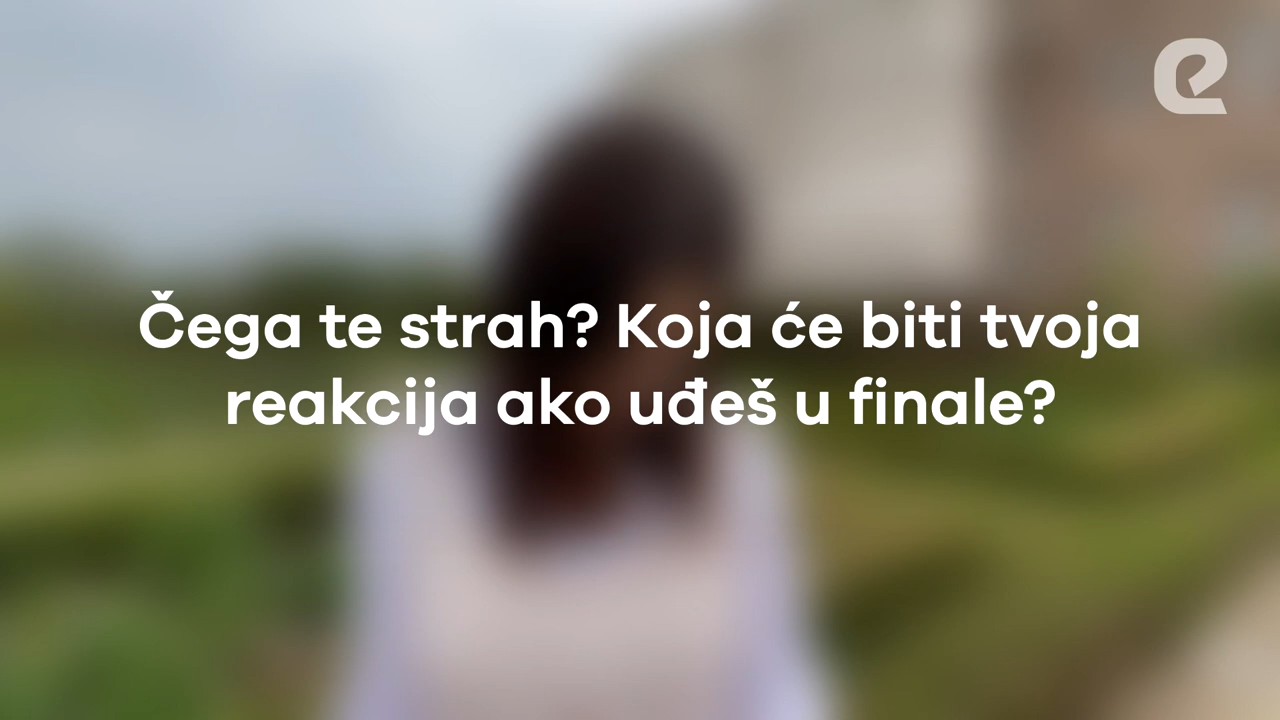 Čega te strah? Koja će biti tvoja
reakcija ako uđeš u finale?